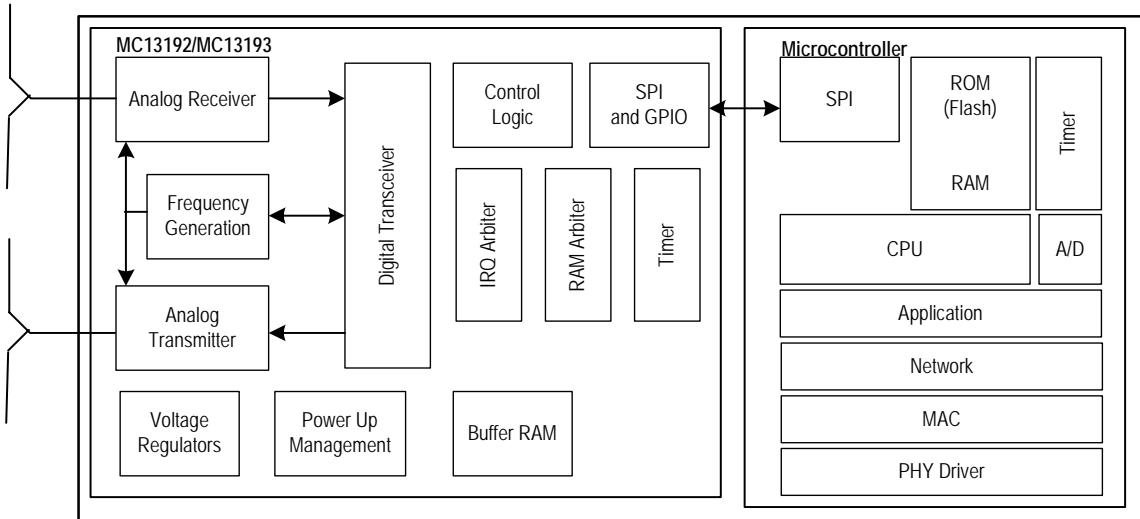 MC13192/MC13193
Analog Receiver
Frequency
Generation
Analog
Transmitter
Digital Transceiver
Control
Logic
SPI
and GPIO
IRQ Arbiter
RAM Arbiter
Timer
Voltage
Regulators
Power Up
Management
Buffer RAM
Microcontroller
SPI
ROM
(Flash)
RAM
Timer
CPU
A/D
Application
Network
MAC
PHY Driver